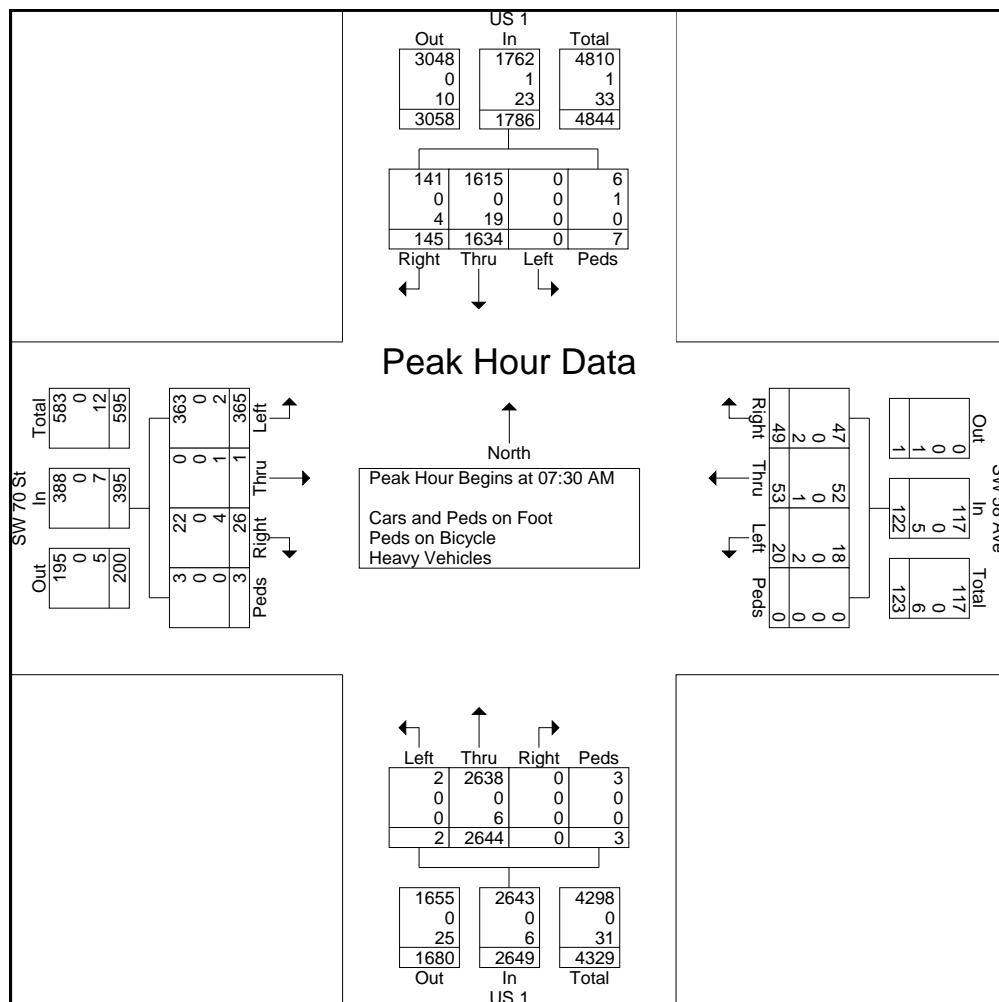 US 1
Out In Total
3048 1762 4810
0 1 1
10 23 33
3058 1786 4844
141 1615 0 6
0 0 0 1
4 19 0 0
145 1634 0 7
Right Thru Left Peds
Peak Hour Data
North
Peak Hour Begins at 07:30 AM
Cars and Peds on Foot
Peds on Bicycle
Heavy Vehicles
SW 70 St
Out In Total
195 388 583
0 0 0
5 7 12
200 395 595
3 22 0 363
0 0 0 0
0 4 1 2
3 26 1 365
Peds Right Thru Left
SW 58 Ave
Out In Total
0 117 117
0 0 0
1 5 6
1 122 123
47 52 18 0
0 0 0 0
2 1 2 0
49 53 20 0
Right Thru Left Peds
Left Thru Right Peds
2 2638 0 3
0 0 0 0
0 6 0 0
2 2644 0 3
1655 2643 4298
0 0 0
25 6 31
1680 2649 4329
Out In Total
US 1